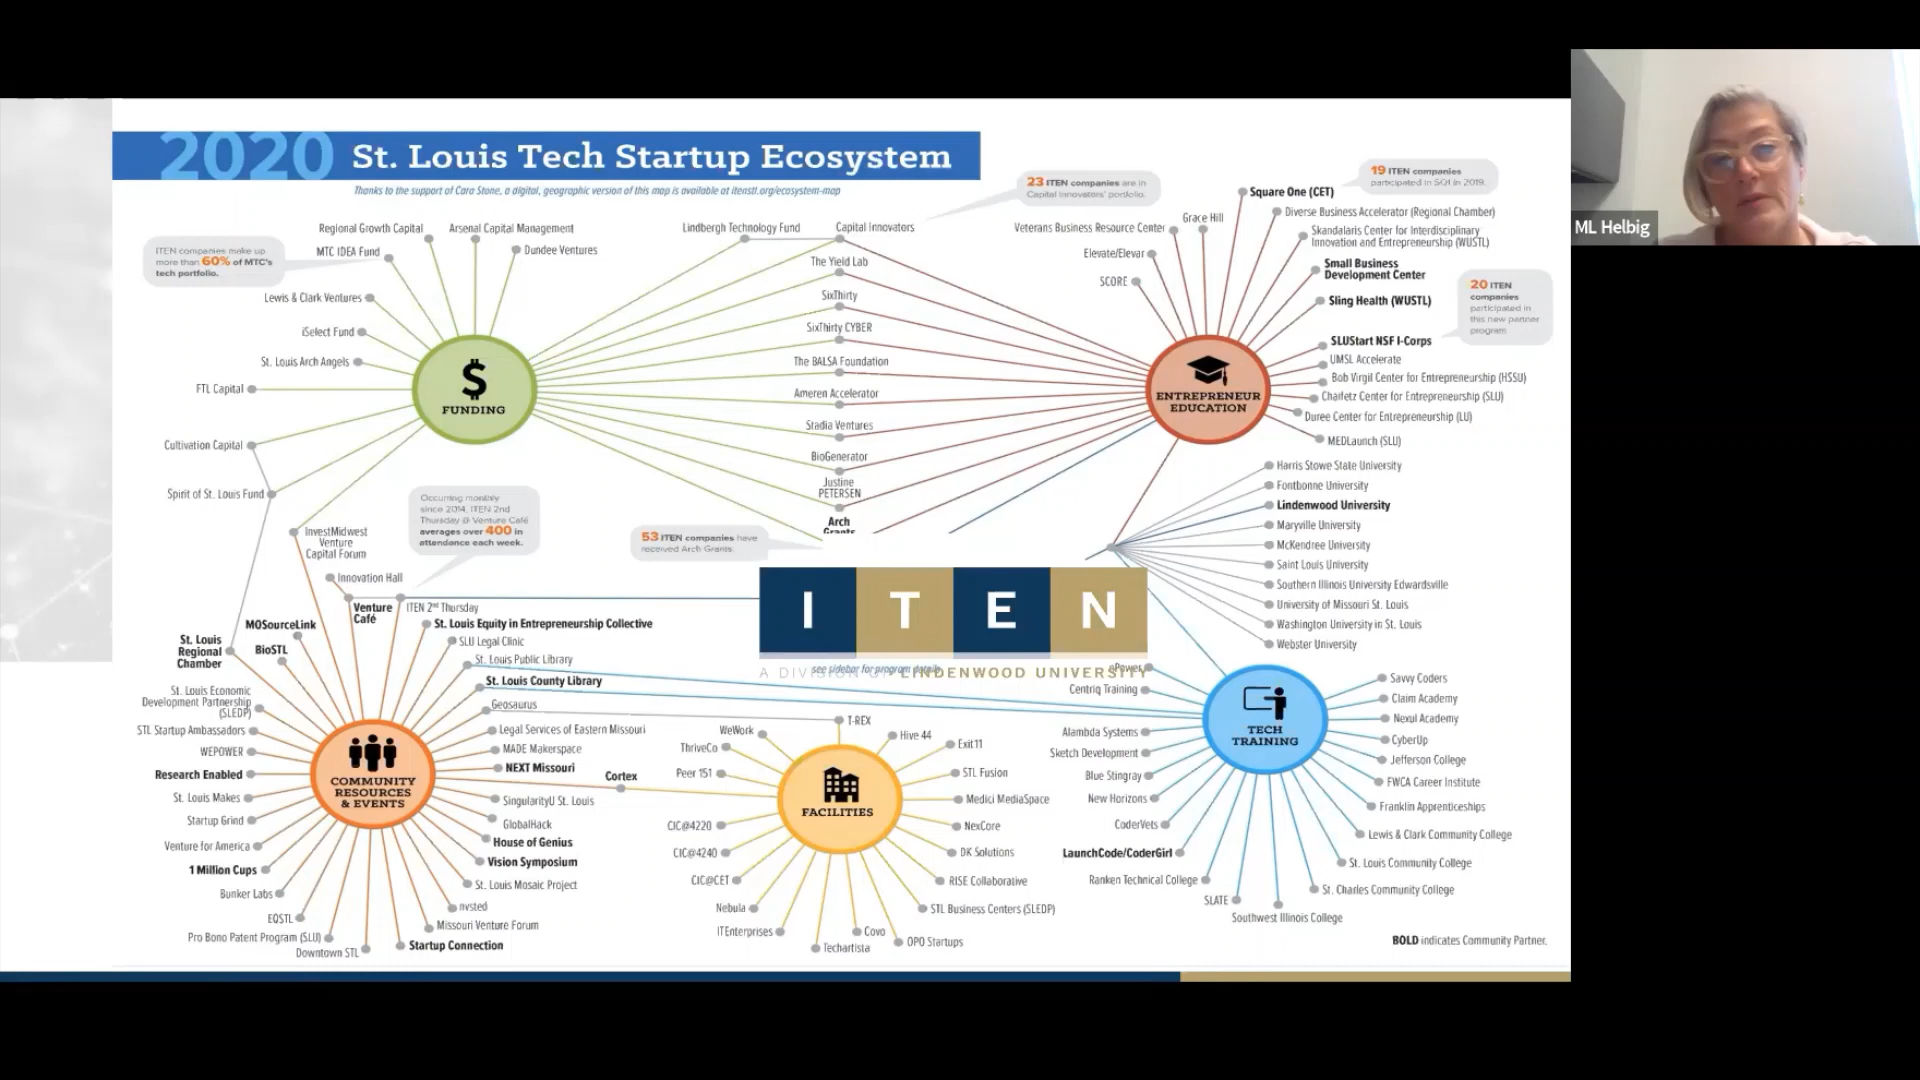 2020 St. Louis Tech Startup Ecosystem
Thanks to the support of Cara Stone, a digital, geographic version of this map is available at itenstl.org/ecosystem-map
ML Helbig
23 ITEN companies are in
Capital Innovators' portfolio.
19 ITEN companies
participated in SQ1 in 2019.
ITEN companies make up
more than 60% of MTC's
tech portfolio.
20 ITEN
companies
participated in
this new partner
program
Occurring monthly
since 2014, ITEN 2nd
Thursday @ Venture Café
averages over 400 in
attendance each week.
53 ITEN companies have
received Arch Grants.
FUNDING
Regional Growth Capital
Arsenal Capital Management
MTC IDEA Fund
Dundee Ventures
Lewis & Clark Ventures
iSelect Fund
St. Louis Arch Angels
FTL Capital
Cultivation Capital
Spirit of St. Louis Fund
InvestMidwest
Venture
Capital Forum
Lindbergh Technology Fund
Capital Innovators
The Yield Lab
SixThirty
SixThirty CYBER
The BALSA Foundation
Ameren Accelerator
Stadia Ventures
BioGenerator
Justine
PETERSEN
Arch
Grants
ENTREPRENEUR
EDUCATION
Veterans Business Resource Center
Grace Hill
Elevate/Elevar
SCORE
Square One (CET)
Diverse Business Accelerator (Regional Chamber)
Skandalaris Center for Interdisciplinary
Innovation and Entrepreneurship (WUSTL)
Small Business
Development Center
Sling Health (WUSTL)
SLUStart NSF I-Corps
UMSL Accelerate
Bob Virgil Center for Entrepreneurship (HSSU)
Chaifetz Center for Entrepreneurship (SLU)
Duree Center for Entrepreneurship (LU)
MEDLaunch (SLU)
Harris Stowe State University
Fontbonne University
Lindenwood University
Maryville University
McKendree University
Saint Louis University
Southern Illinois University Edwardsville
University of Missouri St. Louis
Washington University in St. Louis
Webster University
ITEN
see sidebar for program details
A DIVISION OF LINDENWOOD UNIVERSITY
COMMUNITY
RESOURCES
& EVENTS
Innovation Hall
Venture
Café
ITEN 2nd Thursday
MOSourceLink
BioSTL
St. Louis
Regional
Chamber
St. Louis Economic
Development Partnership
(SLEDP)
STL Startup Ambassadors
WEPOWER
Research Enabled
St. Louis Makes
Startup Grind
Venture for America
1 Million Cups
Bunker Labs
EQSTL
Pro Bono Patent Program (SLU)
Downtown STL
St. Louis Equity in Entrepreneurship Collective
SLU Legal Clinic
St. Louis Public Library
St. Louis County Library
Geosaurus
Legal Services of Eastern Missouri
MADE Makerspace
NEXT Missouri
SingularityU St. Louis
GlobalHack
House of Genius
Vision Symposium
St. Louis Mosaic Project
nvsted
Missouri Venture Forum
Startup Connection
Cortex
FACILITIES
T-REX
WeWork
ThriveCo
Peer 151
CIC@4220
CIC@4240
CIC@CET
Nebula
ITEnterprises
Techartista
Covo
OPO Startups
STL Business Centers (SLEDP)
RISE Collaborative
DK Solutions
NexCore
Medici MediaSpace
STL Fusion
Exit11
Hive 44
TECH
TRAINING
nPower
Centriq Training
Alambda Systems
Sketch Development
Blue Stingray
New Horizons
CoderVets
LaunchCode/CoderGirl
Ranken Technical College
SLATE
Southwest Illinois College
St. Charles Community College
St. Louis Community College
Lewis & Clark Community College
Franklin Apprenticeships
FWCA Career Institute
Jefferson College
CyberUp
Nexul Academy
Claim Academy
Savvy Coders
BOLD indicates Community Partner.